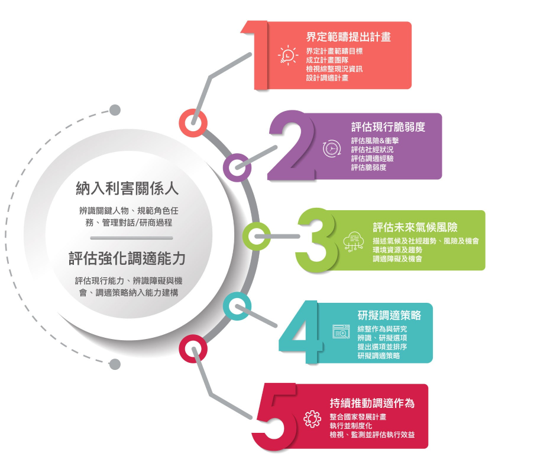 1
界定範疇提出計畫
界定計畫範疇目標
成立計畫團隊
檢視綜整現況資訊
設計調適計畫
2
評估現行脆弱度
評估風險&衝擊
評估社經狀況
評估調適經驗
評估脆弱度
納入利害關係人
辨識關鍵人物、規範角色任
務、管理對話/研商過程
評估強化調適能力
評估現行能力、辨識障礙與機
會、調適策略納入能力建構
3
評估未來氣候風險
描述氣候及社經趨勢、風險及機會
環境資源及趨勢
調適障礙及機會
4
研擬調適策略
綜整作為與研究
辨識、研擬選項
提出選項並排序
研擬調適策略
5
持續推動調適作為
整合國家發展計畫
執行並制度化
檢視、監測並評估執行效益